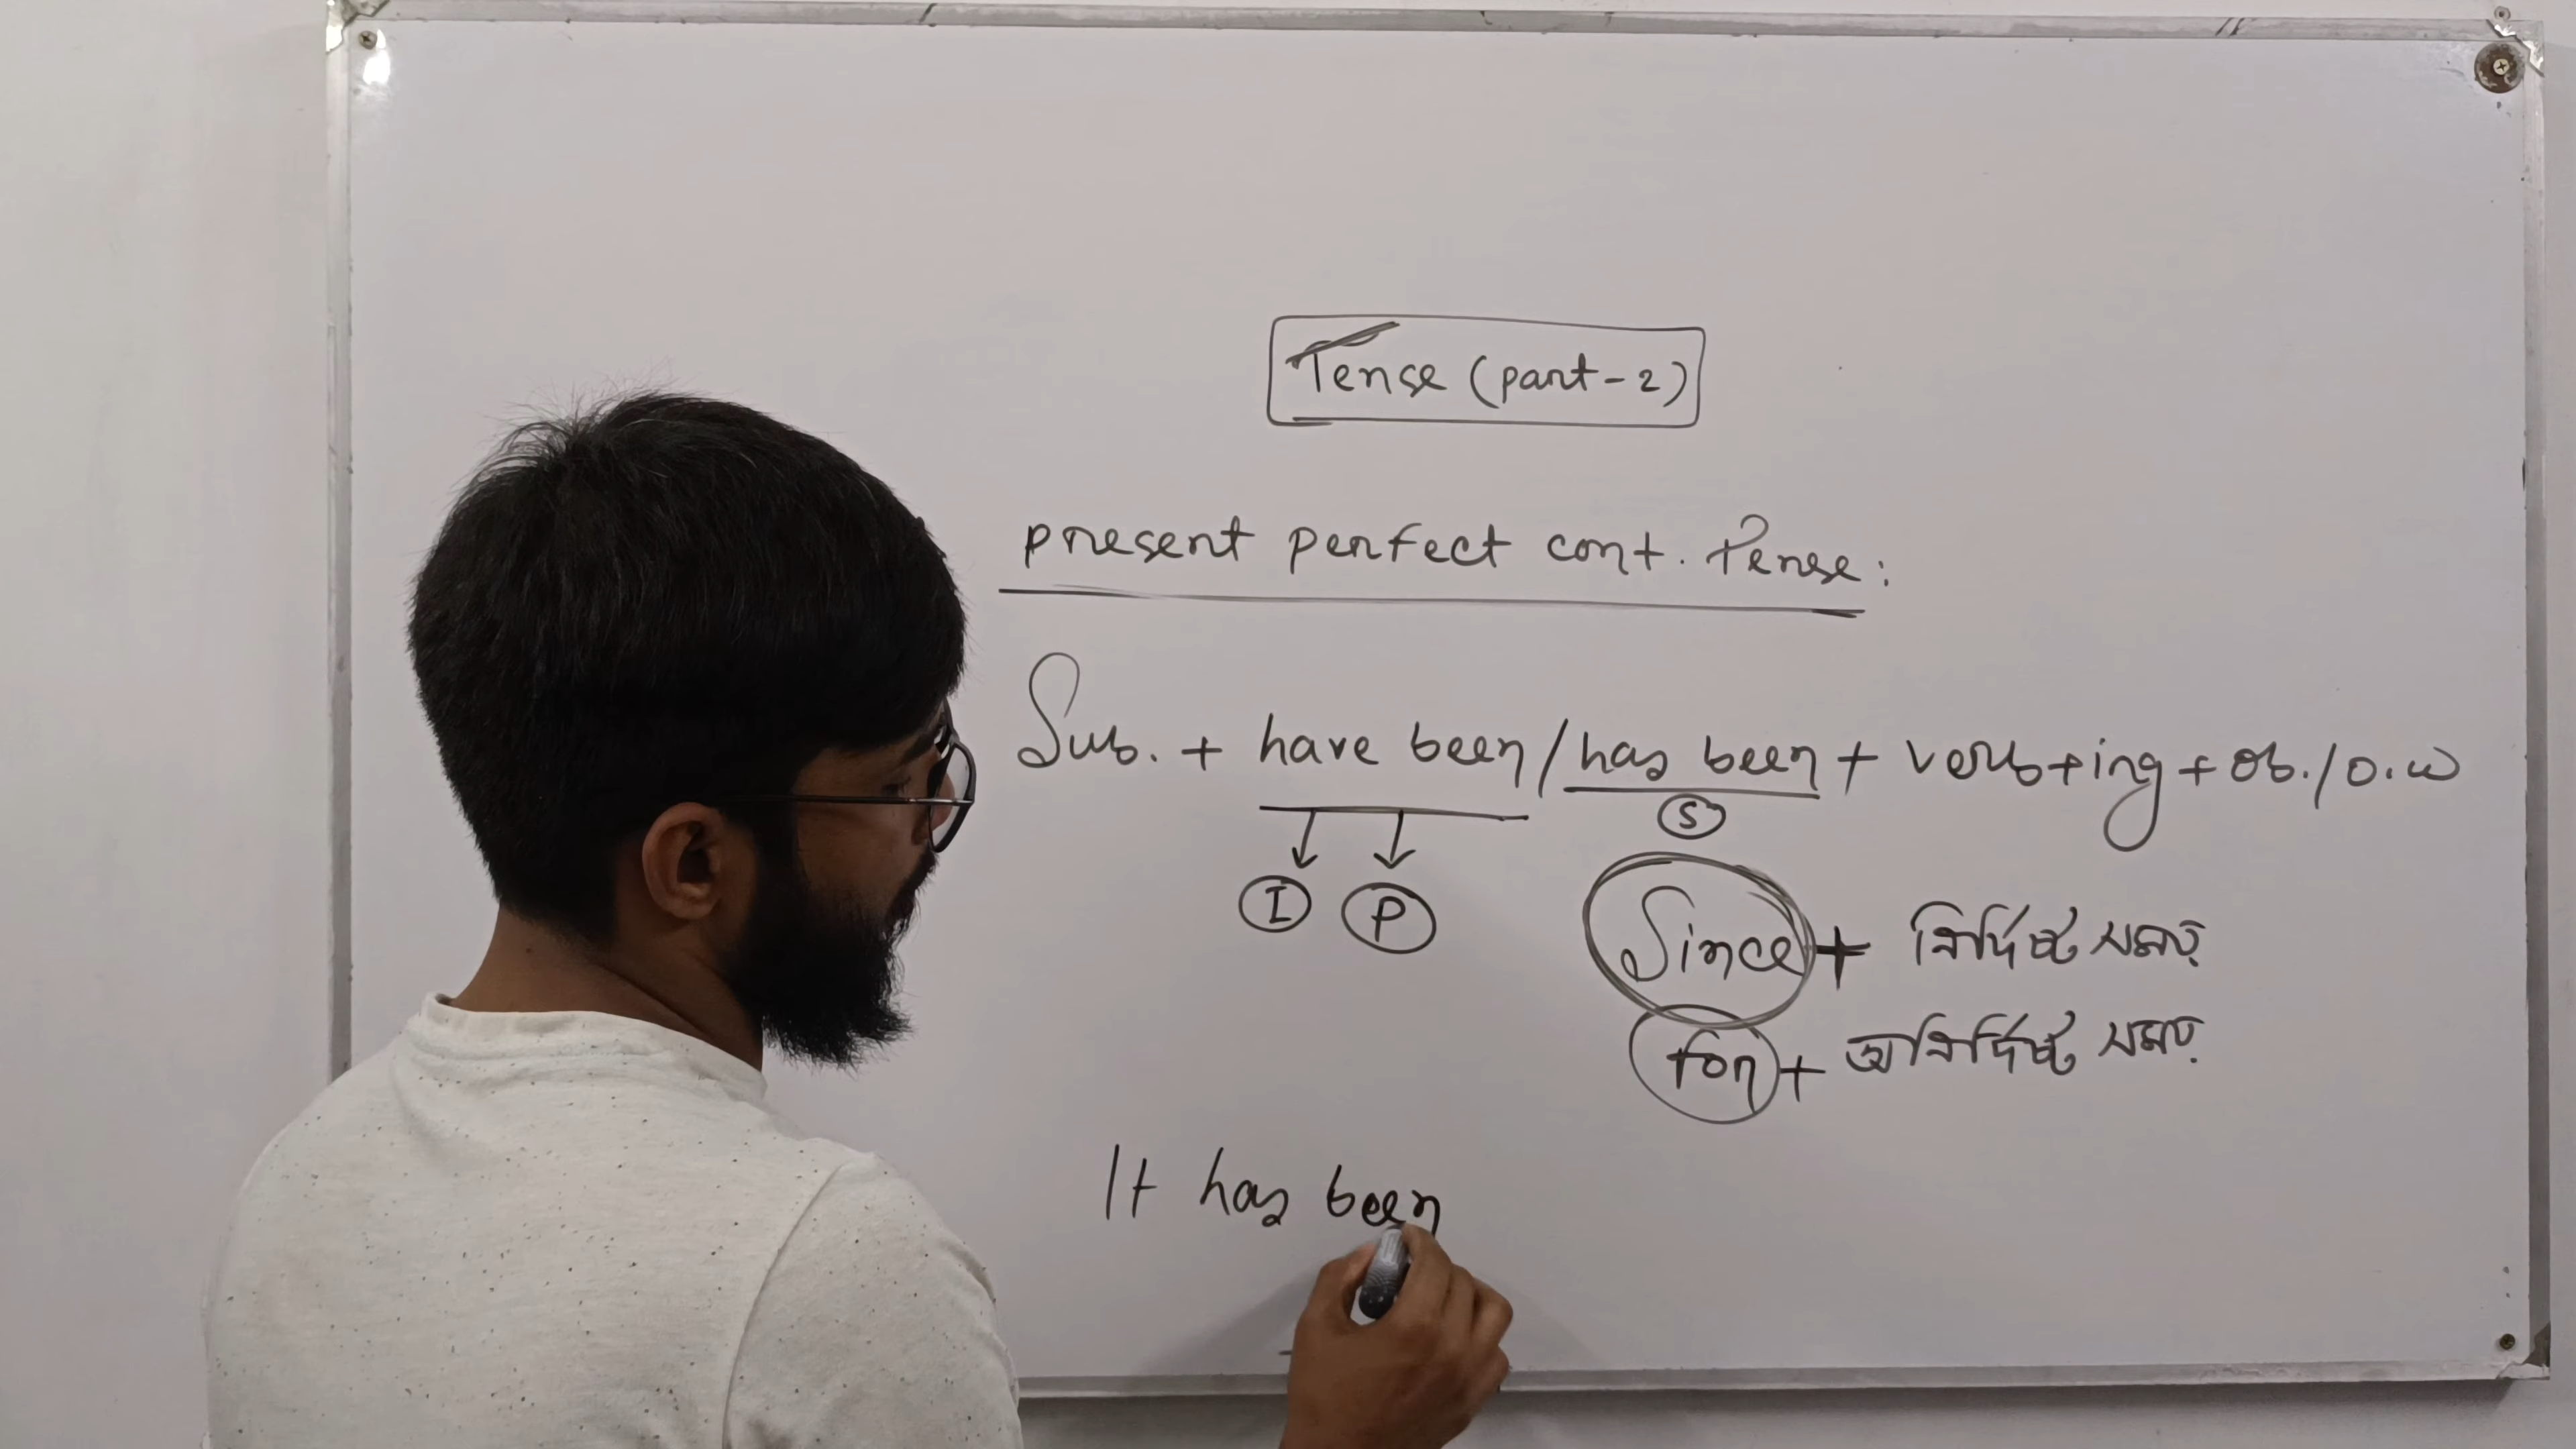 Tense (part-2)
present perfect cont. Tense:
Sub. + have been / has been + verb+ing + ob. / o.w
S
I P
Since + নির্দিষ্ট সময়
for + অনির্দিষ্ট সময়
It has been